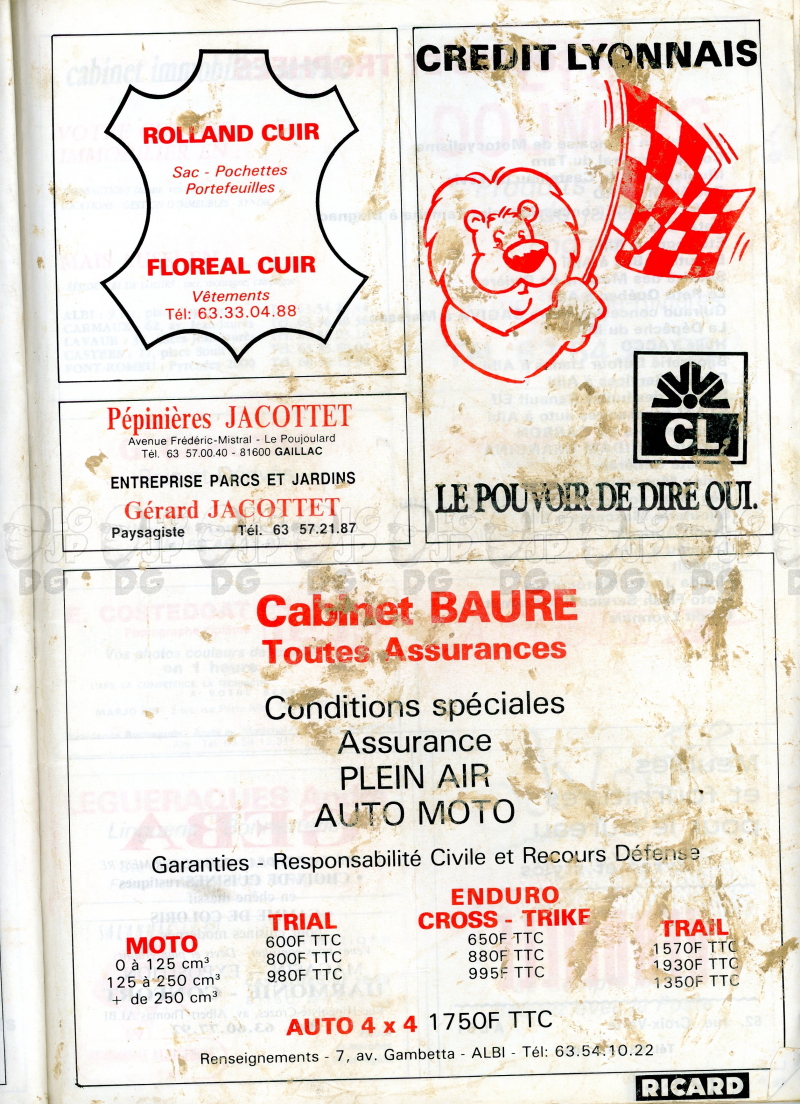 ROLLAND CUIR
Sac - Pochettes
Portefeuilles
FLOREAL CUIR
Vêtements
Tél: 63.33.04.88
CREDIT LYONNAIS
CL
LE POUVOIR DE DIRE OUI.
Pépinières JACOTTET
Avenue Frédéric-Mistral - Le Poujoulard
Tél. 63 57.00.40 - 81600 GAILLAC
ENTREPRISE PARCS ET JARDINS
Gérard JACOTTET
Paysagiste Tél. 63 57.21.87
Cabinet BAURE
Toutes Assurances
Conditions spéciales
Assurance
PLEIN AIR
AUTO MOTO
Garanties - Responsabilité Civile et Recours Défense
MOTO
0 à 125 cm³
125 à 250 cm³
+ de 250 cm³
TRIAL
600F TTC
800F TTC
980F TTC
ENDURO
CROSS - TRIKE
650F TTC
880F TTC
995F TTC
TRAIL
1570F TTC
1930F TTC
1350F TTC
AUTO 4 x 4 1750F TTC
Renseignements - 7, av. Gambetta - ALBI - Tél: 63.54.10.22
RICARD